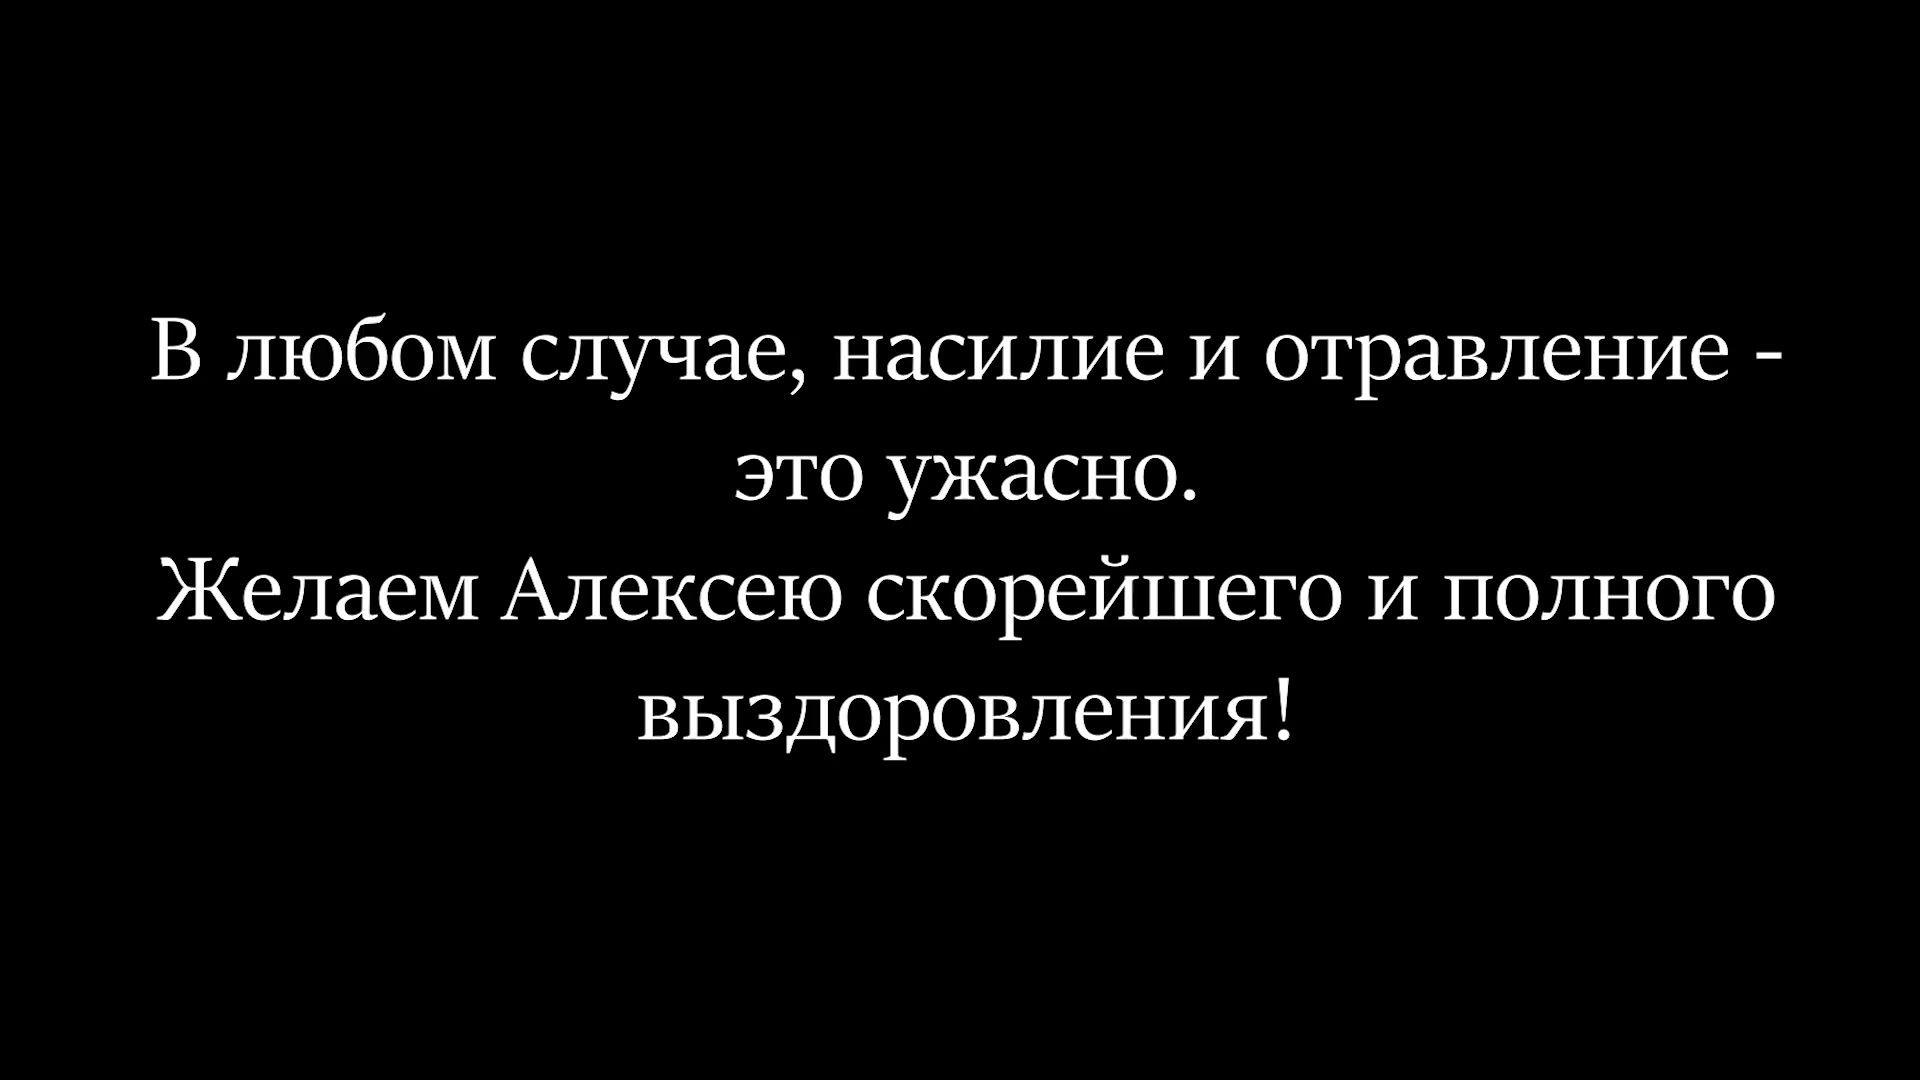 В любом случае, насилие и отравление -
это ужасно.
Желаем Алексею скорейшего и полного
выздоровления!